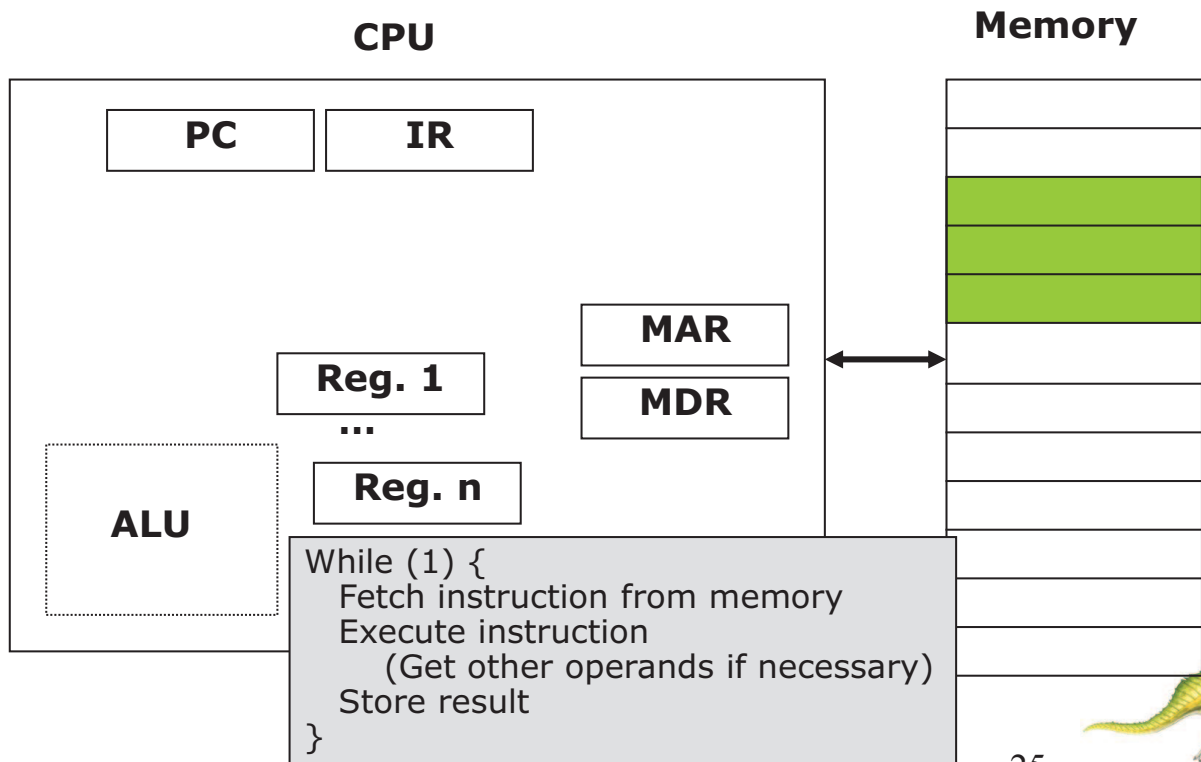 CPU
Memory
PC
IR
MAR
Reg. 1
MDR
...
Reg. n
ALU
While (1) {
Fetch instruction from memory
Execute instruction
(Get other operands if necessary)
Store result
}